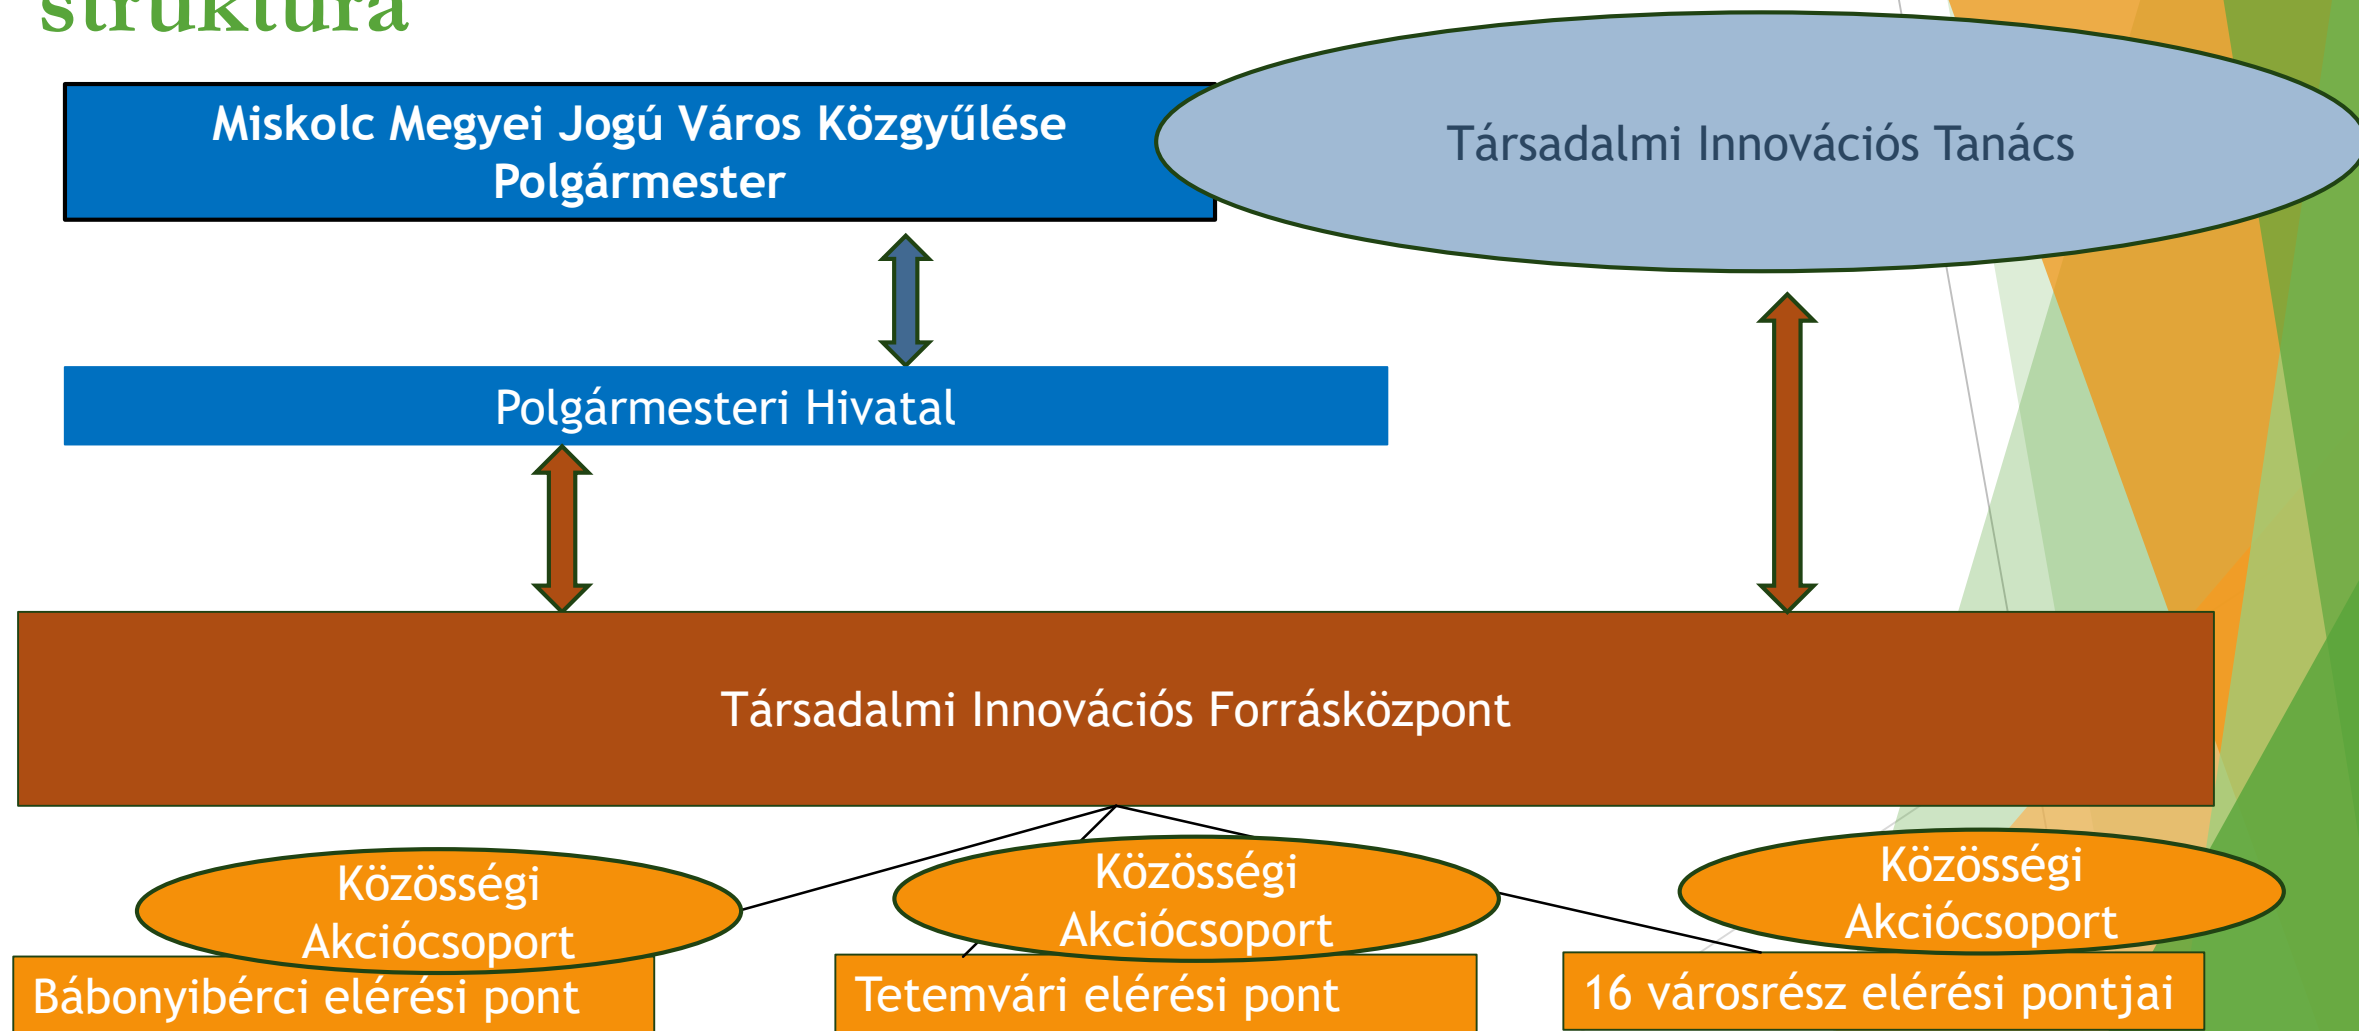 struktúra
Miskolc Megyei Jogú Város Közgyűlése
Polgármester
Társadalmi Innovációs Tanács
Polgármesteri Hivatal
Társadalmi Innovációs Forrásközpont
Közösségi
Akciócsoport
Közösségi
Akciócsoport
Közösségi
Akciócsoport
Bábonyibérci elérési pont
Tetemvári elérési pont
16 városrész elérési pontjai